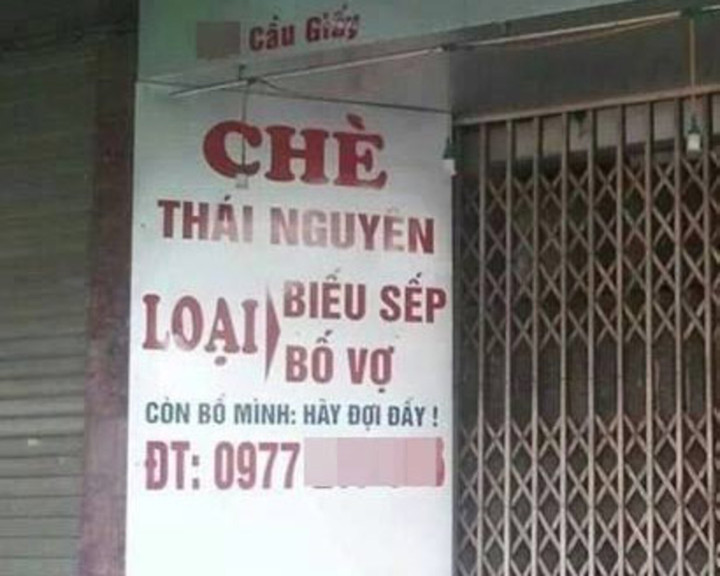 Cầu Giấy
CHÈ
THÁI NGUYÊN
LOẠI BIẾU SẾP
BỐ VỢ
CÒN BỐ MÌNH: HÃY ĐỢI ĐẤY !
ĐT: 0977